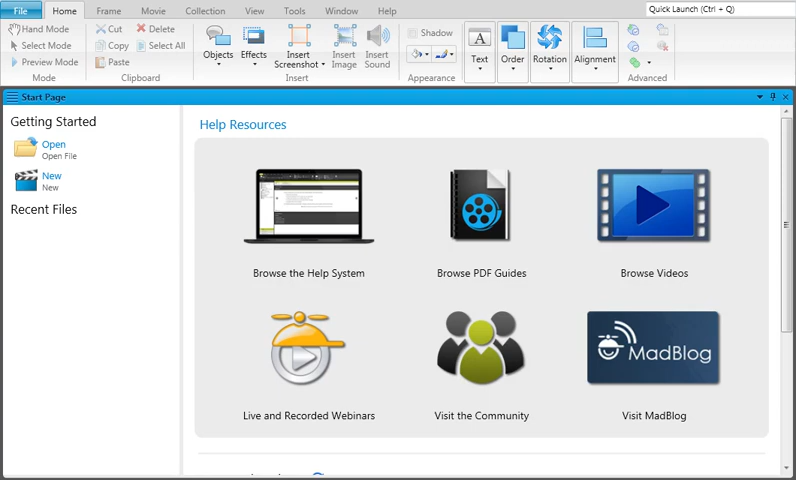 File Home Frame Movie Collection View Tools Window Help Quick Launch (Ctrl + Q)
Hand Mode Cut Delete Shadow
Select Mode Copy Select All
Preview Mode Paste
Objects Effects Insert Screenshot Insert Image Insert Sound Text Order Rotation Alignment
Mode Clipboard Insert Appearance Advanced
Start Page
Getting Started
Open
Open File
New
New
Recent Files
Help Resources
Browse the Help System Browse PDF Guides Browse Videos
MadBlog
Live and Recorded Webinars Visit the Community Visit MadBlog